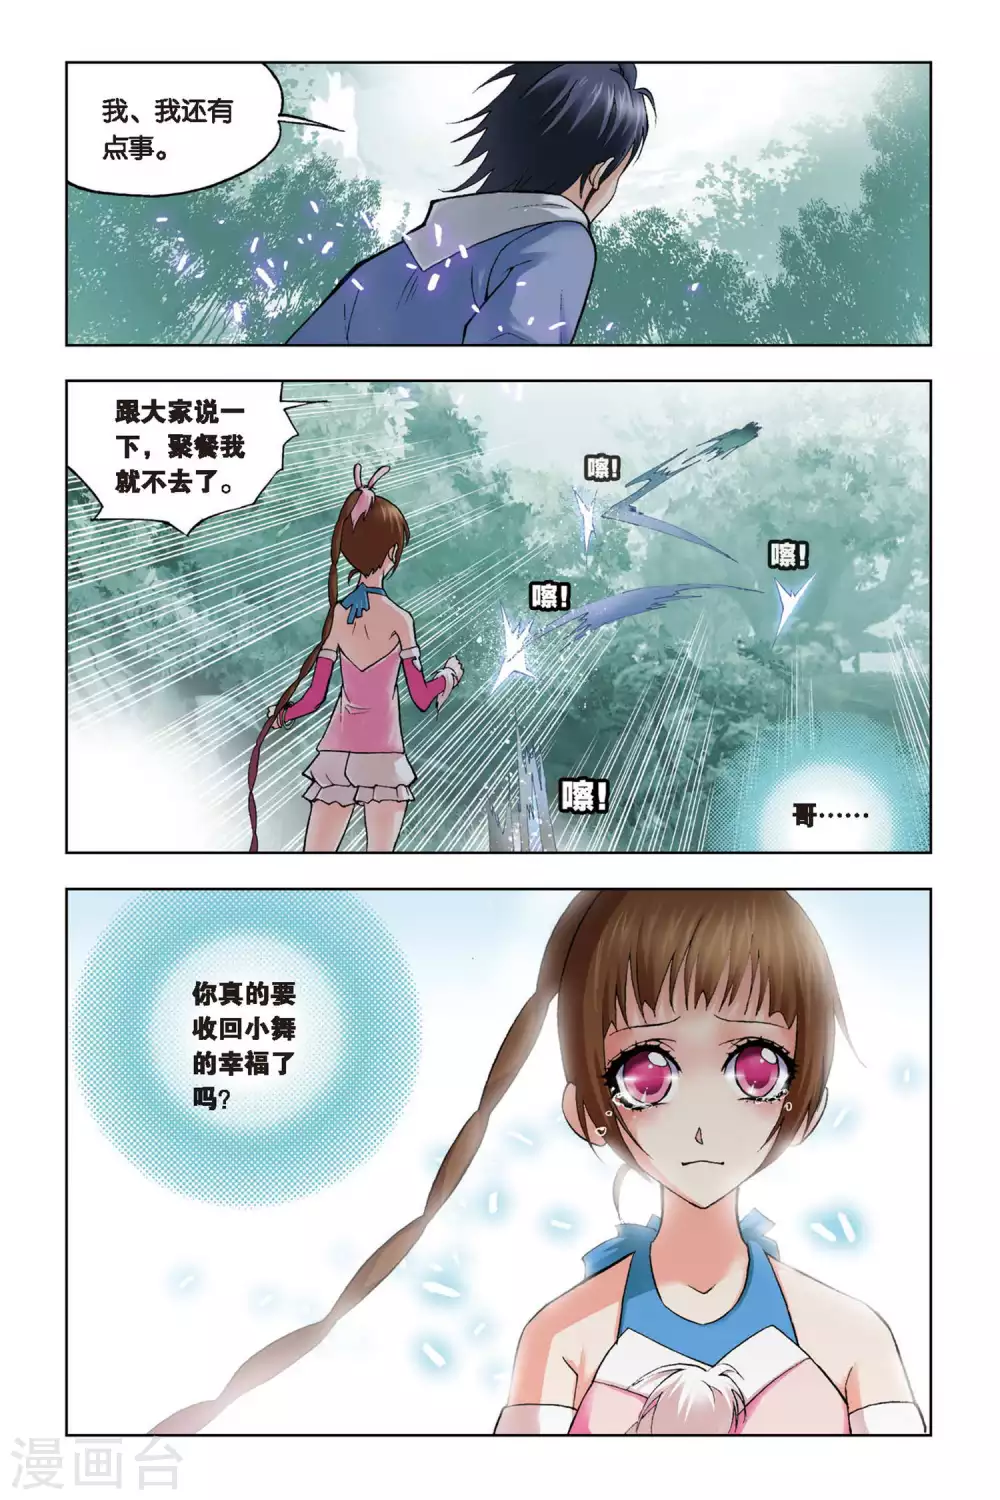 我、我还有
点事。
跟大家说一
下，聚餐我
就不去了。
嚓！
嚓！
嚓！
嚓！
哥……
你真的要
收回小舞
的幸福了
吗？
漫画台